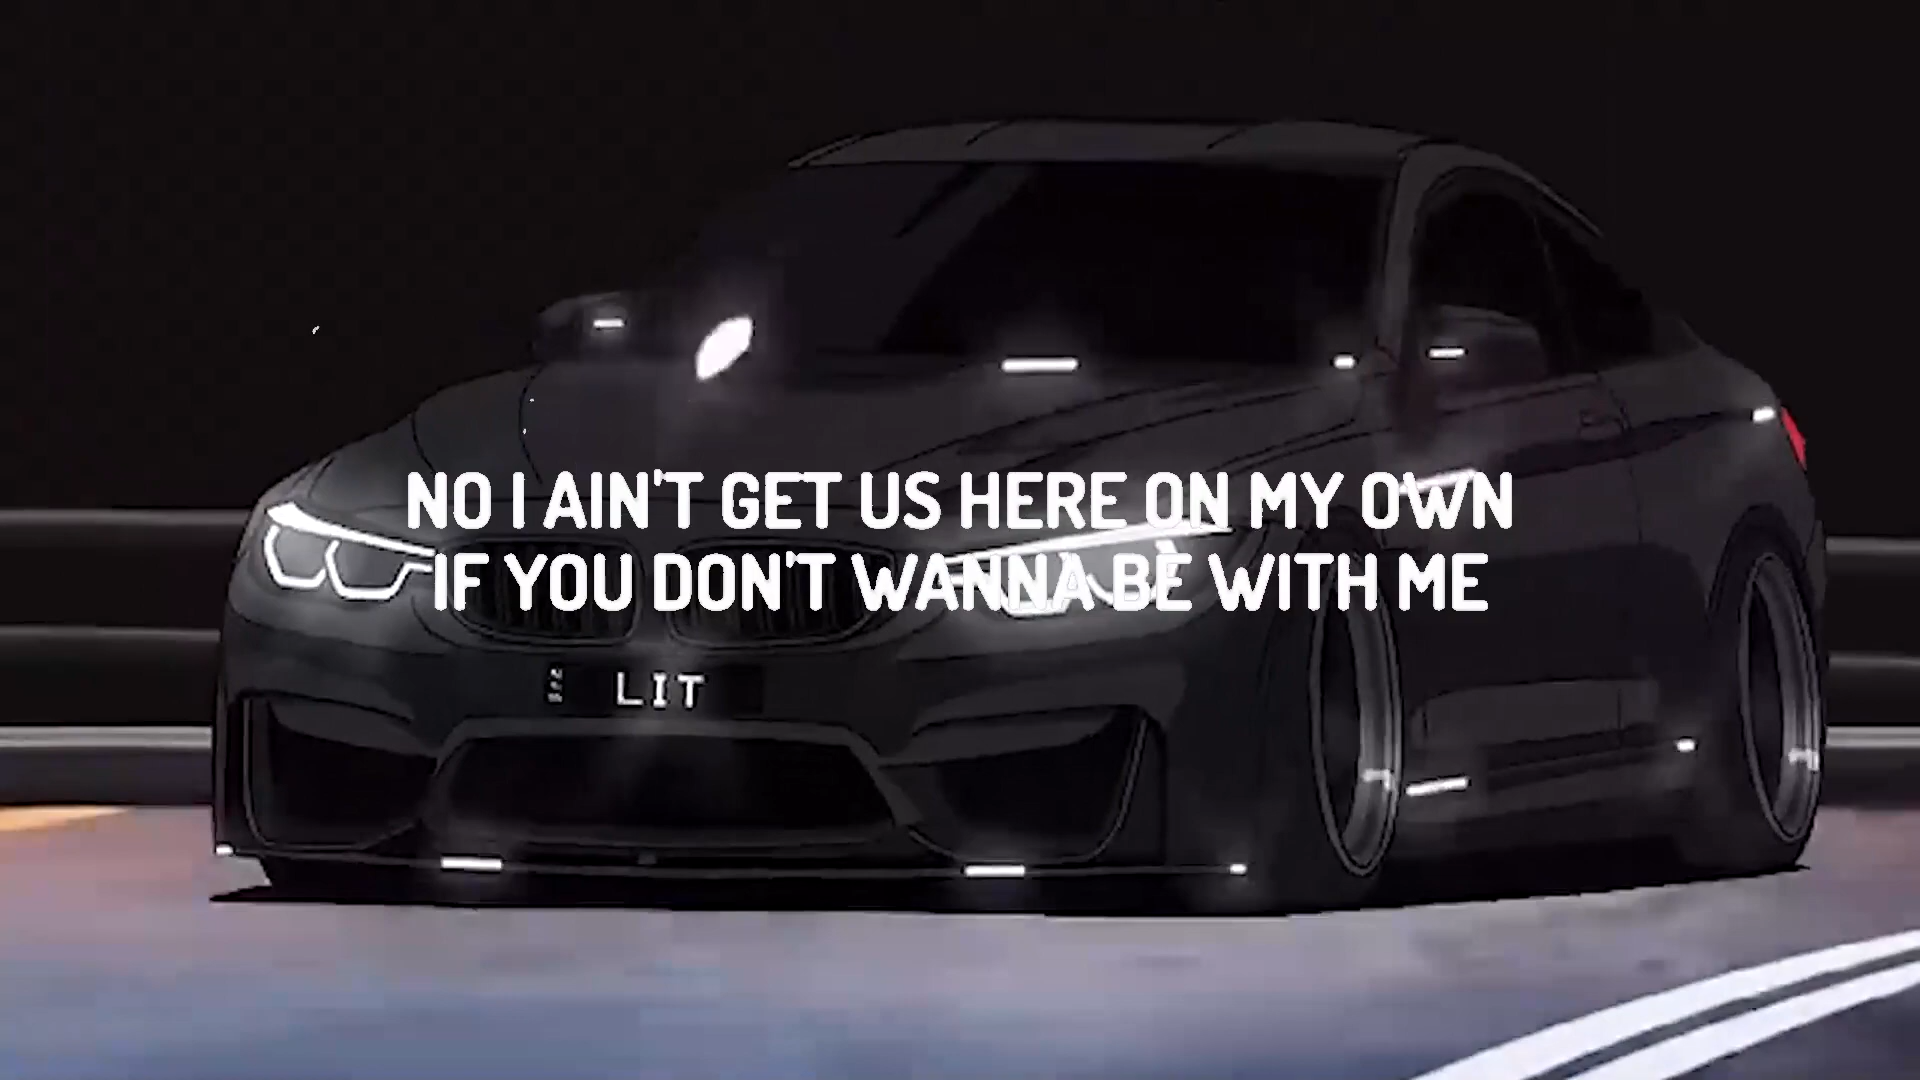 NO I AIN'T GET US HERE ON MY OWN
IF YOU DON'T WANNA BE WITH ME
LIT